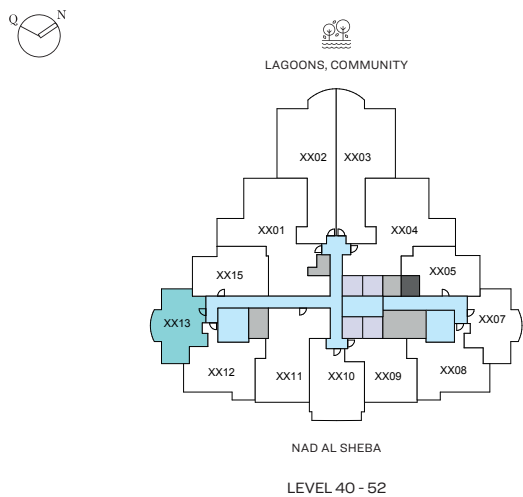 Q N
LAGOONS, COMMUNITY
XX02 XX03
XX01 XX04
XX15 XX05
XX13 XX07
XX12 XX11 XX10 XX09 XX08
NAD AL SHEBA
LEVEL 40 - 52